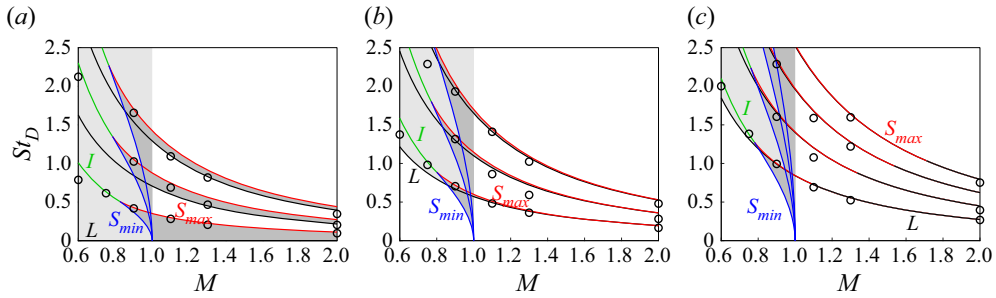 (a) (b) (c)
2.5 2.5 2.5
2.0 2.0 2.0
1.5 1.5 1.5
S_max
St_D
I I I
1.0 1.0 1.0
L
0.5 S_min S_max 0.5 S_min S_max 0.5 S_min
L L
0 0 0
0.6 0.8 1.0 1.2 1.4 1.6 1.8 2.0 0.6 0.8 1.0 1.2 1.4 1.6 1.8 2.0 0.6 0.8 1.0 1.2 1.4 1.6 1.8 2.0
M M M